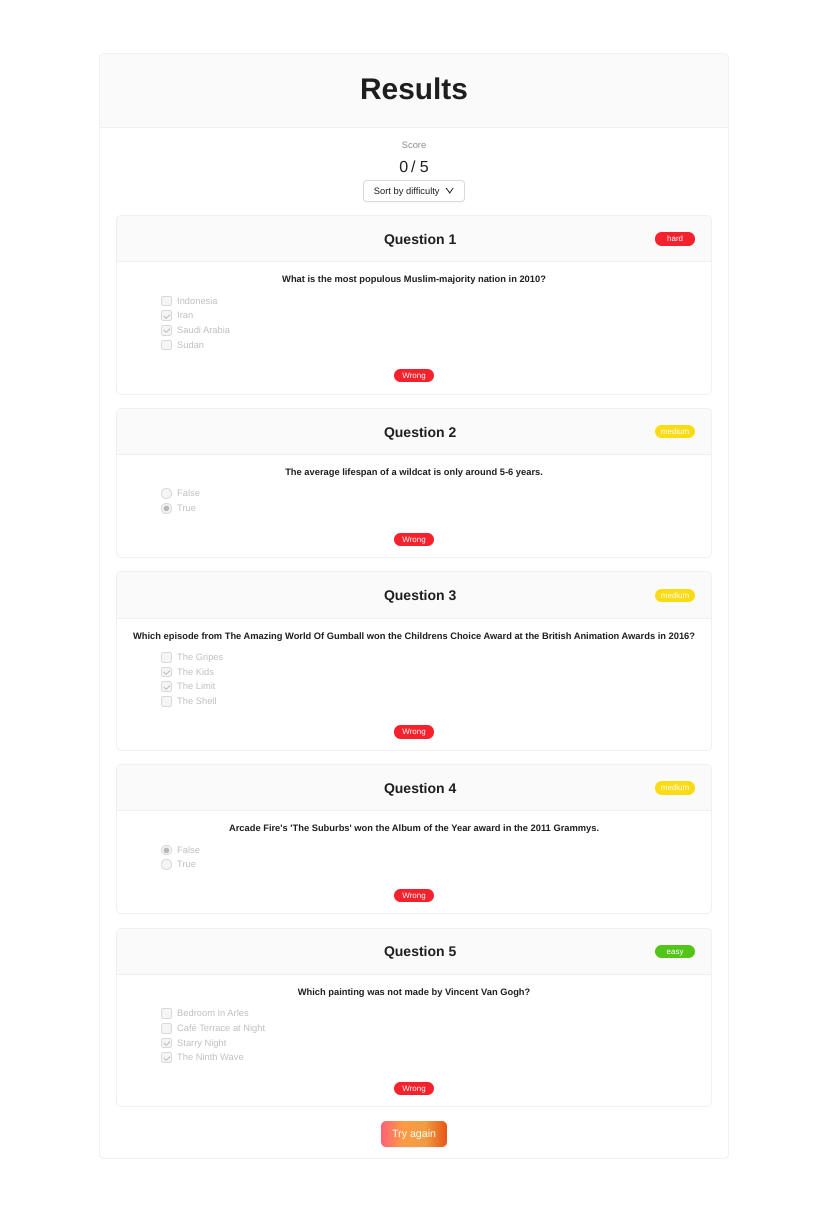 Results
Score
0 / 5
Sort by difficulty
Question 1
hard
What is the most populous Muslim-majority nation in 2010?
Indonesia
Iran
Saudi Arabia
Sudan
Wrong
Question 2
medium
The average lifespan of a wildcat is only around 5-6 years.
False
True
Wrong
Question 3
medium
Which episode from The Amazing World Of Gumball won the Childrens Choice Award at the British Animation Awards in 2016?
The Gripes
The Kids
The Limit
The Shell
Wrong
Question 4
medium
Arcade Fire's 'The Suburbs' won the Album of the Year award in the 2011 Grammys.
False
True
Wrong
Question 5
easy
Which painting was not made by Vincent Van Gogh?
Bedroom In Arles
Café Terrace at Night
Starry Night
The Ninth Wave
Wrong
Try again